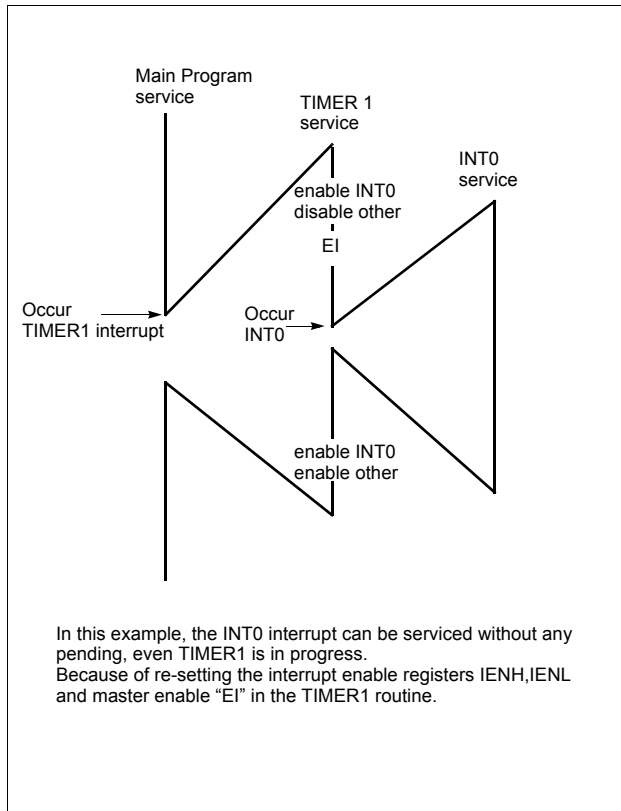 Main Program
service
TIMER 1
service
INT0
service
enable INT0
disable other
EI
Occur
TIMER1 interrupt
Occur
INT0
enable INT0
enable other
In this example, the INT0 interrupt can be serviced without any
pending, even TIMER1 is in progress.
Because of re-setting the interrupt enable registers IENH,IENL
and master enable “EI” in the TIMER1 routine.